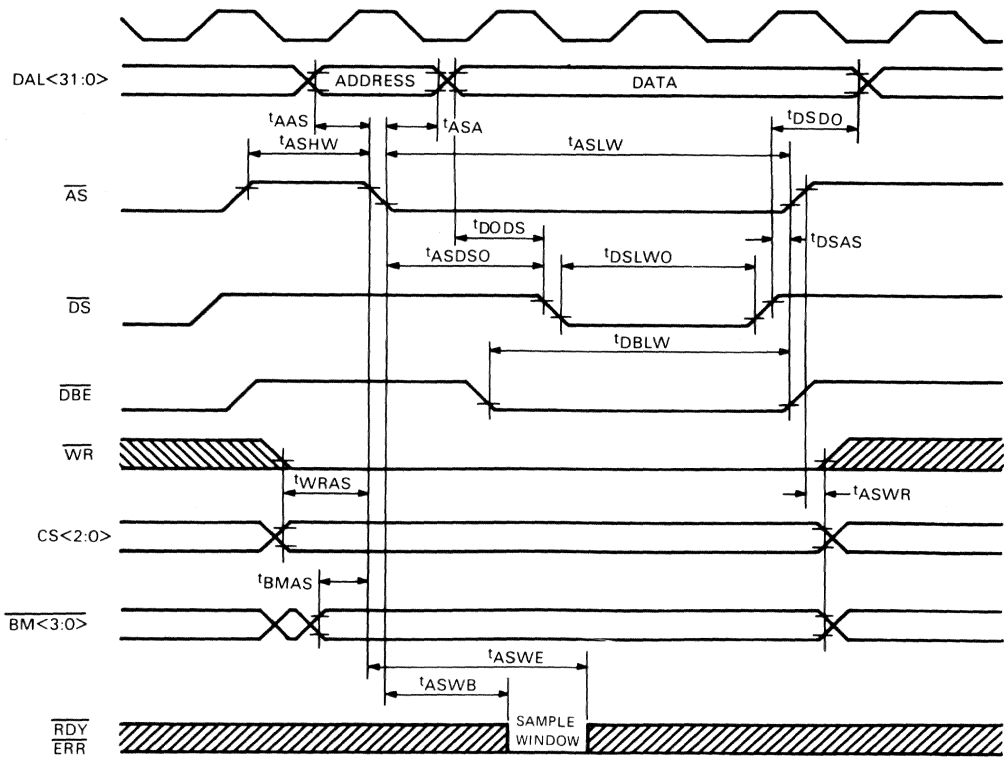 DAL<31:0>
ADDRESS
DATA
tAAS
tASA
tDSDO
tASHW
tASLW
AS
tDODS
tDSAS
tASDSO
tDSLWO
DS
tDBLW
DBE
WR
tWRAS
tASWR
CS<2:0>
tBMAS
BM<3:0>
tASWE
tASWB
RDY
ERR
SAMPLE
WINDOW